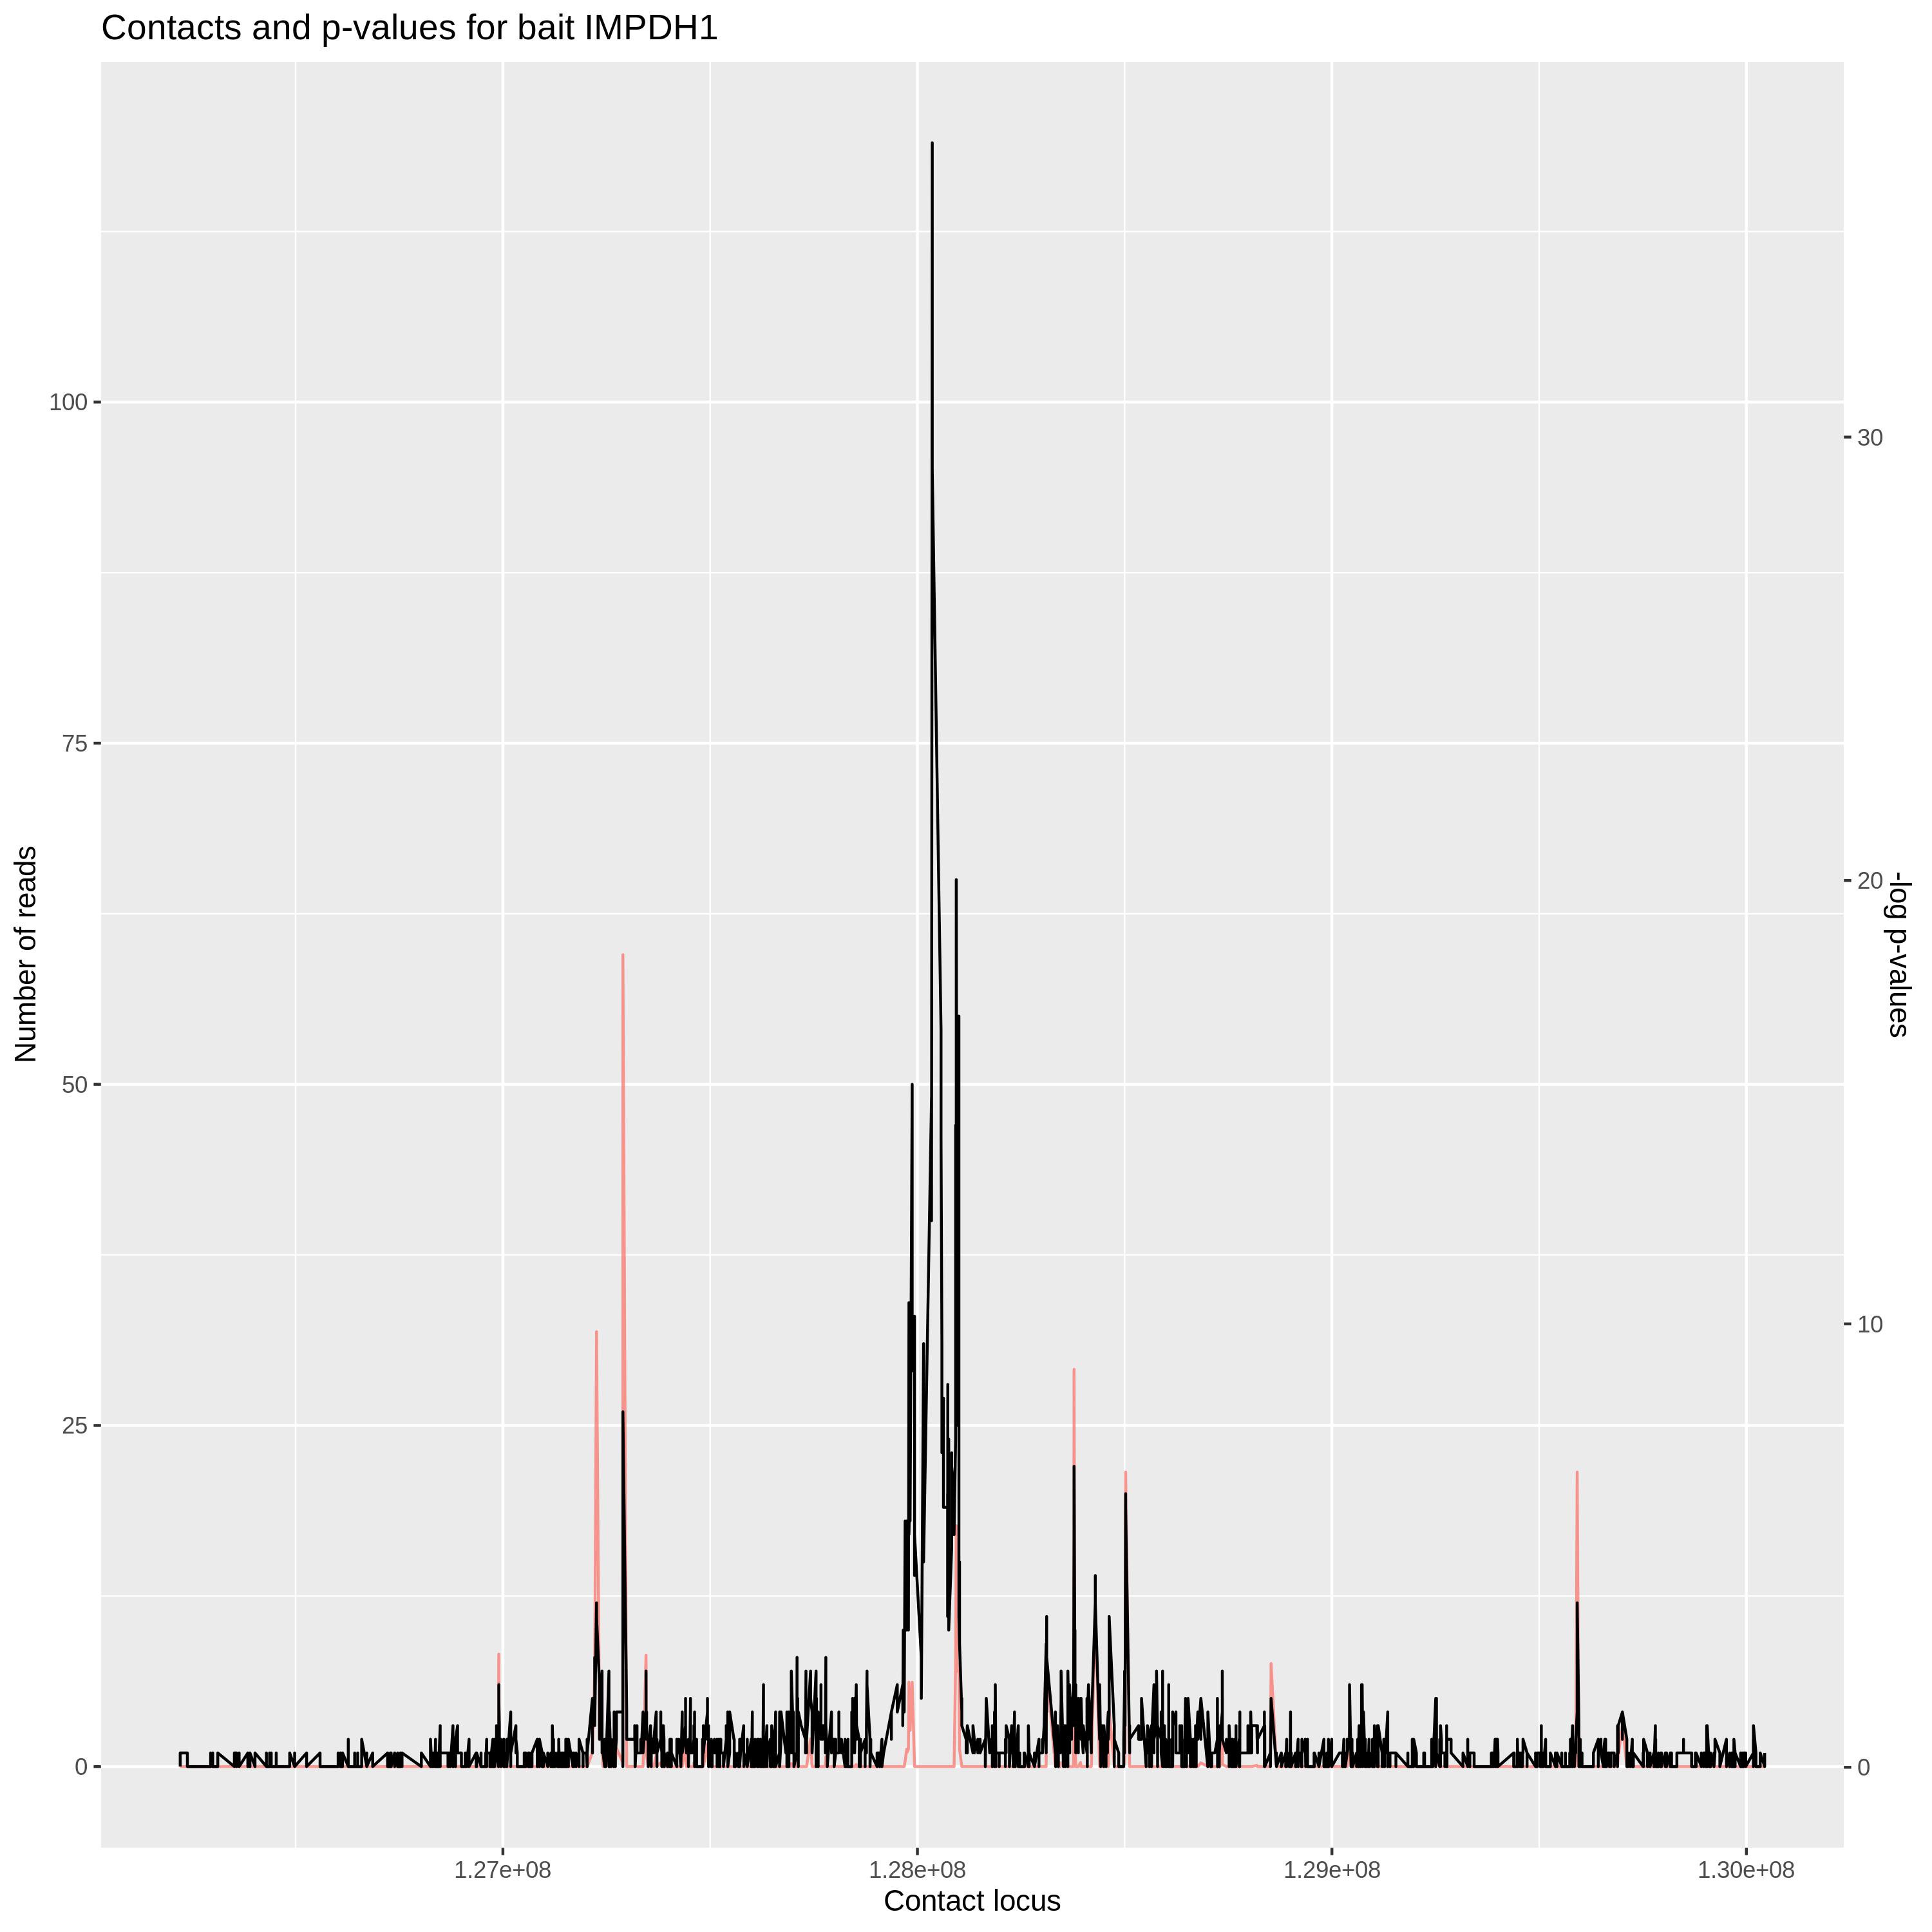 Contacts and p-values for bait IMPDH1
100
75
50
25
0
Number of reads
30
20
10
0
-log p-values
1.27e+08
1.28e+08
1.29e+08
1.30e+08
Contact locus